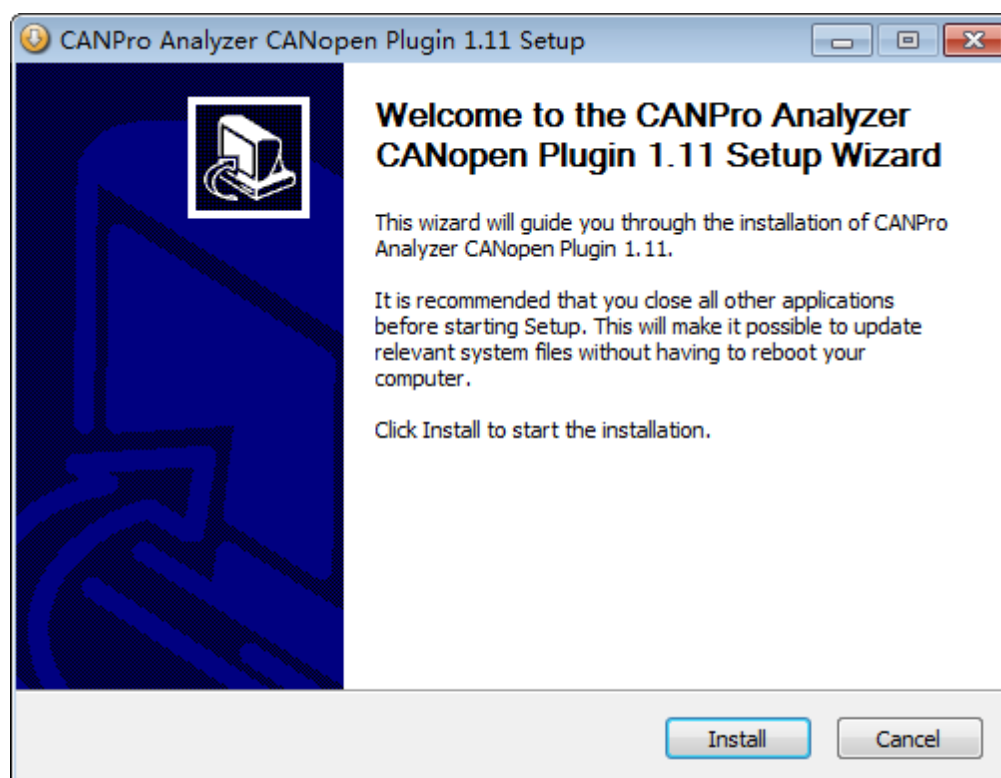 CANPro Analyzer CANopen Plugin 1.11 Setup
Welcome to the CANPro Analyzer
CANopen Plugin 1.11 Setup Wizard
This wizard will guide you through the installation of CANPro
Analyzer CANopen Plugin 1.11.
It is recommended that you close all other applications
before starting Setup. This will make it possible to update
relevant system files without having to reboot your
computer.
Click Install to start the installation.
Install
Cancel